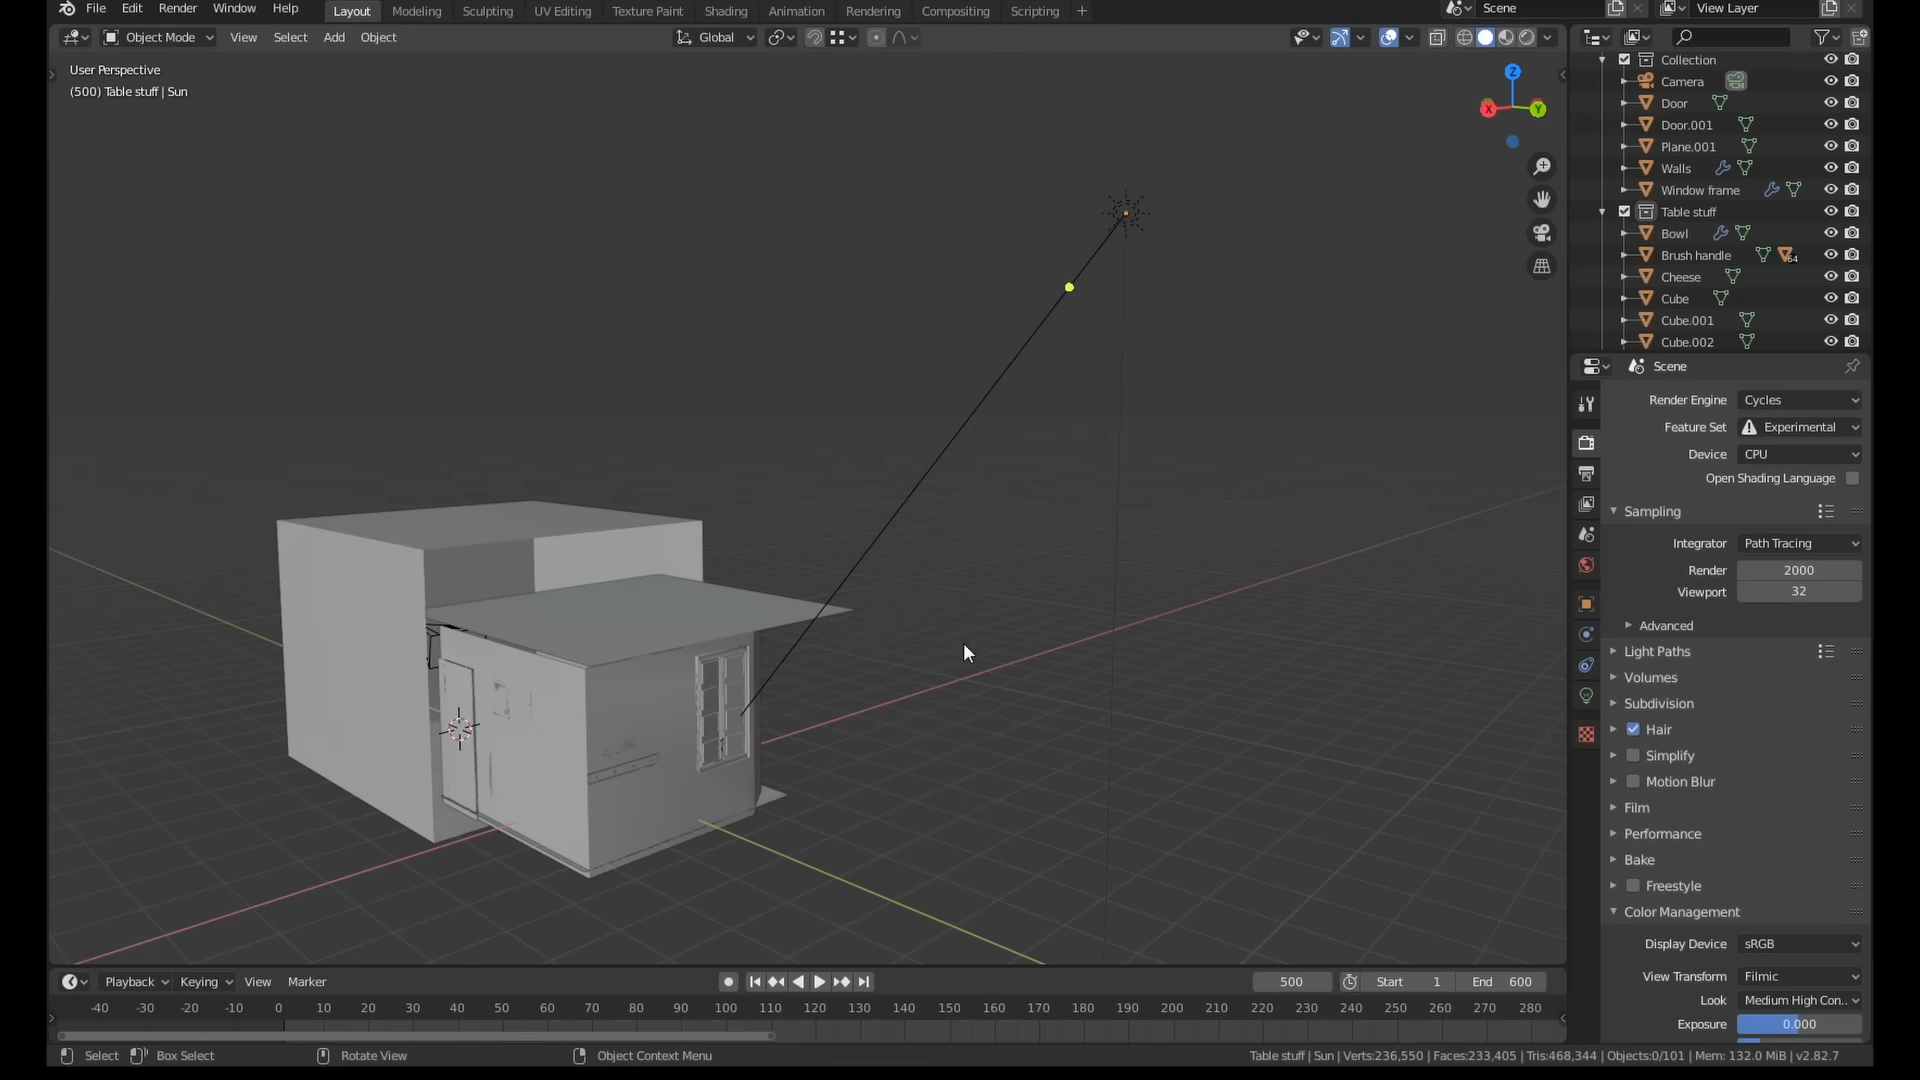 File Edit Render Window Help
Layout Modeling Sculpting UV Editing Texture Paint Shading Animation Rendering Compositing Scripting +
Scene
View Layer
Object Mode View Select Add Object
Global
User Perspective
(500) Table stuff | Sun
Z
X
Y
Collection
Camera
Door
Door.001
Plane.001
Walls
Window frame
Table stuff
Bowl
Brush handle
64
Cheese
Cube
Cube.001
Cube.002
Scene
Render Engine Cycles
Feature Set Experimental
Device CPU
Open Shading Language
Sampling
Integrator Path Tracing
Render 2000
Viewport 32
Advanced
Light Paths
Volumes
Subdivision
Hair
Simplify
Motion Blur
Film
Performance
Bake
Freestyle
Color Management
Display Device sRGB
View Transform Filmic
Look Medium High Con..
Exposure 0.000
Playback Keying View Marker
500 Start 1 End 600
-40 -30 -20 -10 0 10 20 30 40 50 60 70 80 90 100 110 120 130 140 150 160 170 180 190 200 210 220 230 240 250 260 270 280
Select Box Select Rotate View Object Context Menu
Table stuff | Sun | Verts:236,550 | Faces:233,405 | Tris:468,344 | Objects:0/101 | Mem: 132.0 MiB | v2.82.7